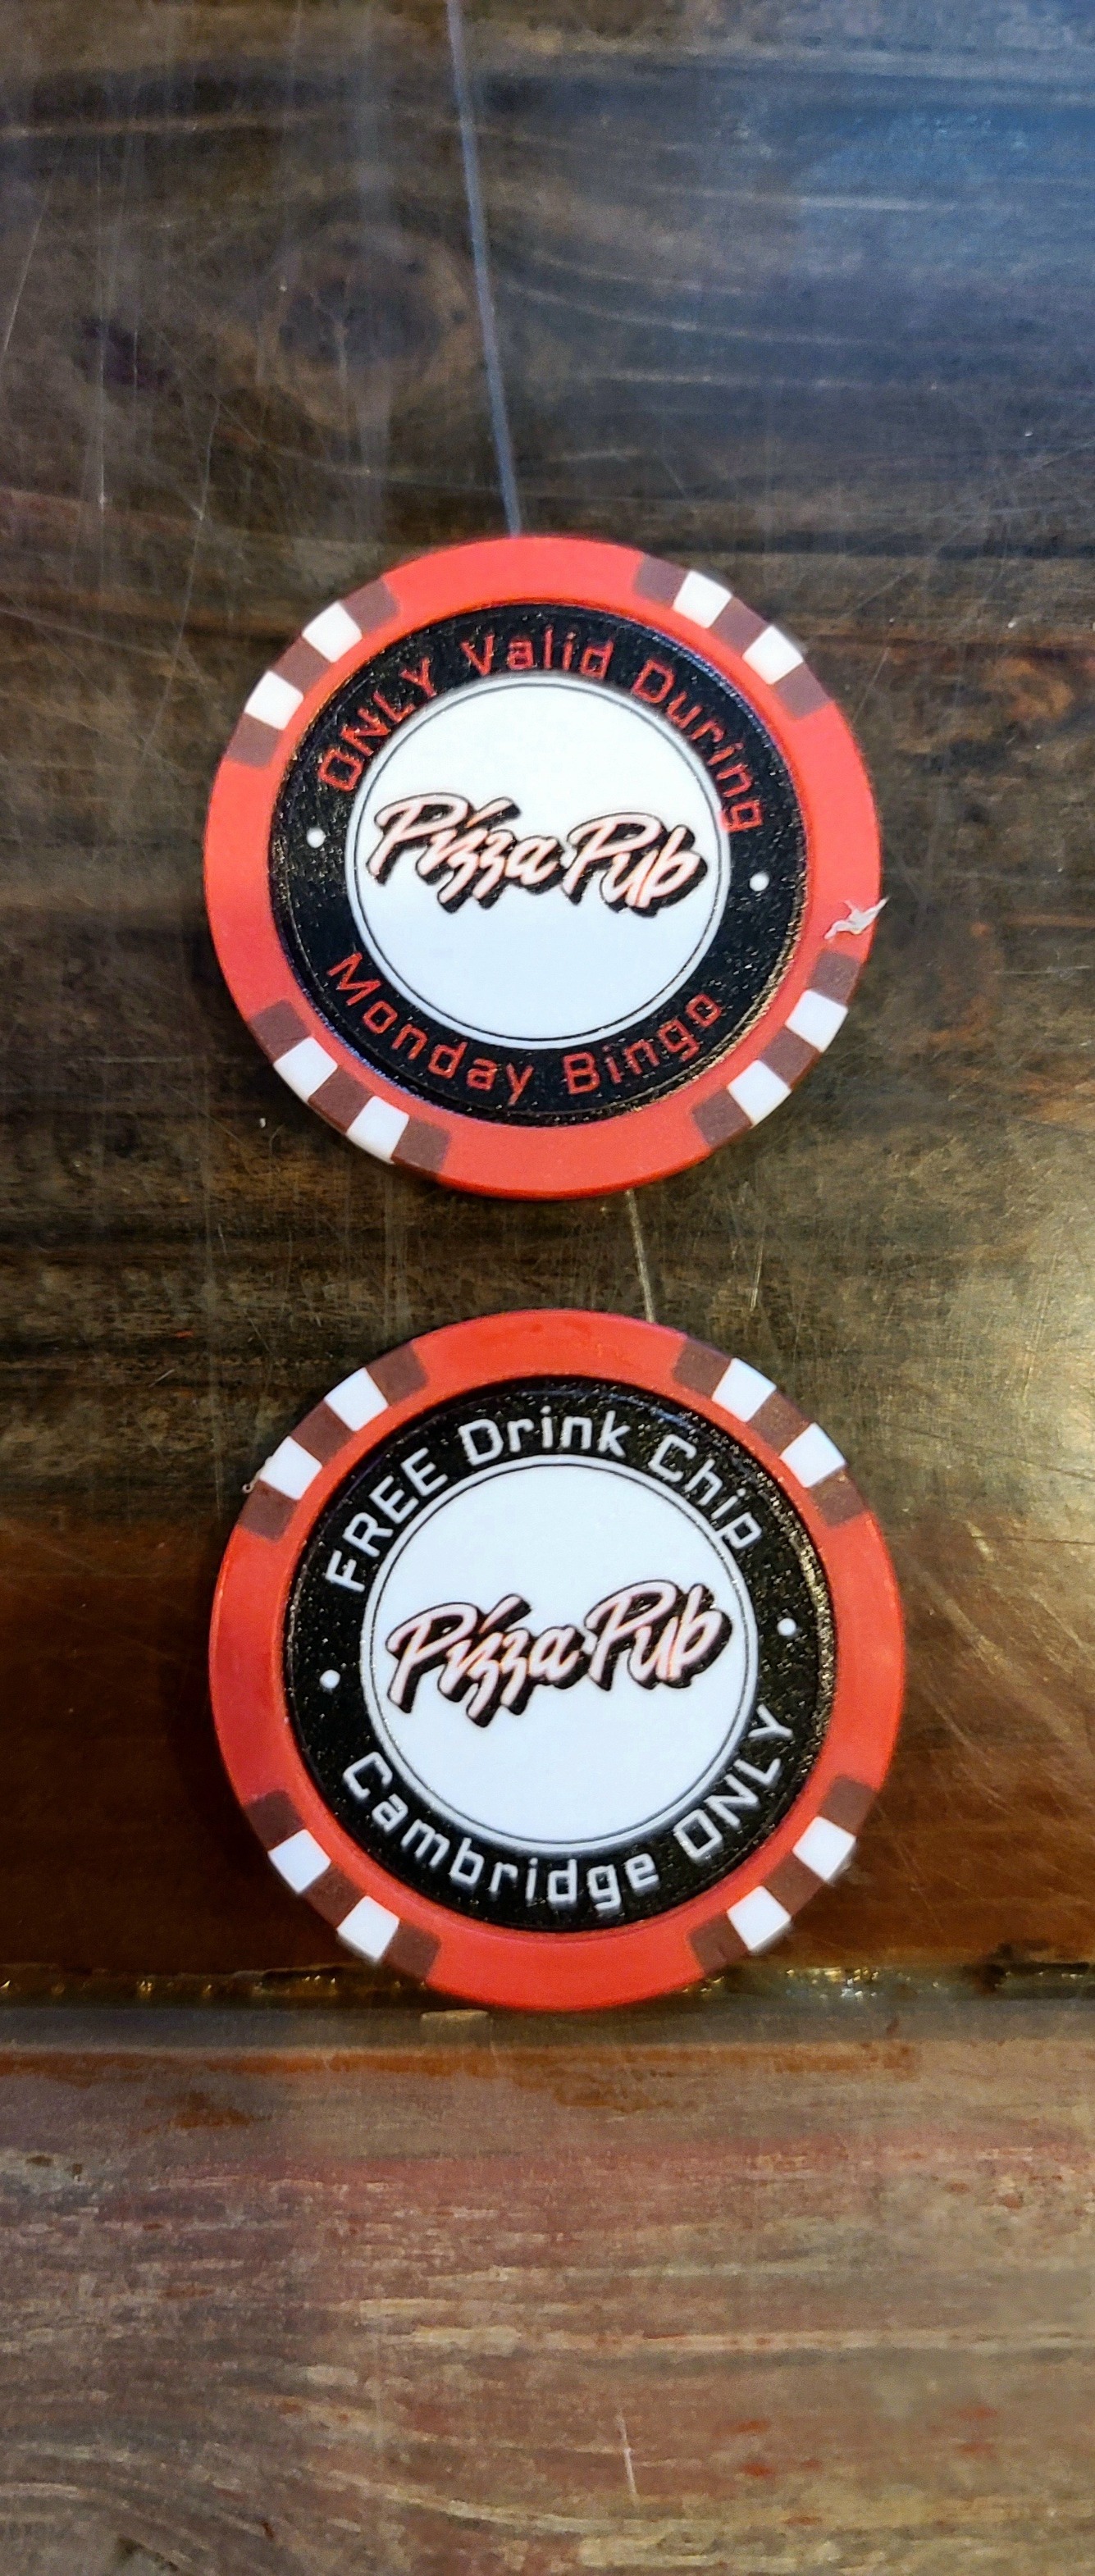 ONLY Valid During
Pizza Pub
Monday Bingo
FREE Drink Chip
Pizza Pub
Cambridge ONLY